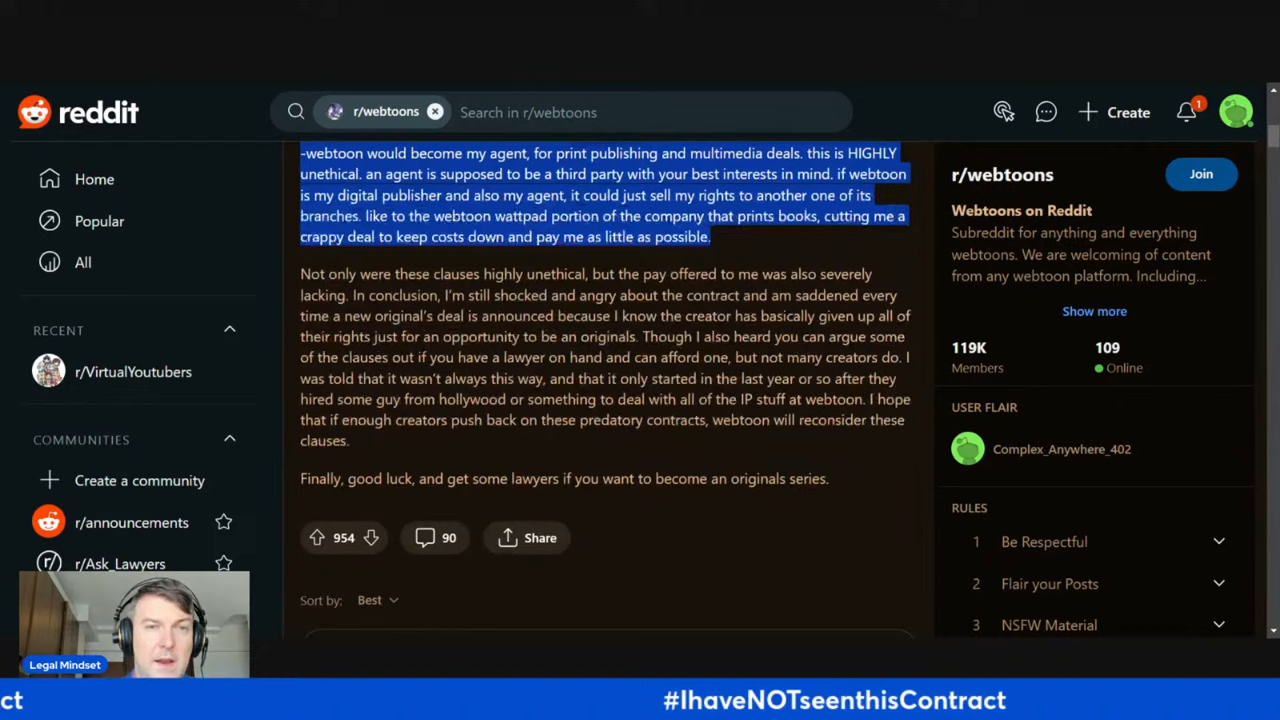 reddit
r/webtoons
Search in r/webtoons
Create
1
Home
Popular
All
RECENT
r/VirtualYoutubers
COMMUNITIES
Create a community
r/announcements
r/Ask_Lawyers
-webtoon would become my agent, for print publishing and multimedia deals. this is HIGHLY
unethical. an agent is supposed to be a third party with your best interests in mind. if webtoon
is my digital publisher and also my agent, it could just sell my rights to another one of its
branches. like to the webtoon wattpad portion of the company that prints books, cutting me a
crappy deal to keep costs down and pay me as little as possible.
Not only were these clauses highly unethical, but the pay offered to me was also severely
lacking. In conclusion, I'm still shocked and angry about the contract and am saddened every
time a new original's deal is announced because I know the creator has basically given up all of
their rights just for an opportunity to be an originals. Though I also heard you can argue some
of the clauses out if you have a lawyer on hand and can afford one, but not many creators do. I
was told that it wasn't always this way, and that it only started in the last year or so after they
hired some guy from hollywood or something to deal with all of the IP stuff at webtoon. I hope
that if enough creators push back on these predatory contracts, webtoon will reconsider these
clauses.
Finally, good luck, and get some lawyers if you want to become an originals series.
954
90
Share
Sort by:
Best
r/webtoons
Join
Webtoons on Reddit
Subreddit for anything and everything
webtoons. We are welcoming of content
from any webtoon platform. Including...
Show more
119K
109
Members
Online
USER FLAIR
Complex_Anywhere_402
RULES
1 Be Respectful
2 Flair your Posts
3 NSFW Material
Legal Mindset
ct
#IhaveNOTseenthisContract